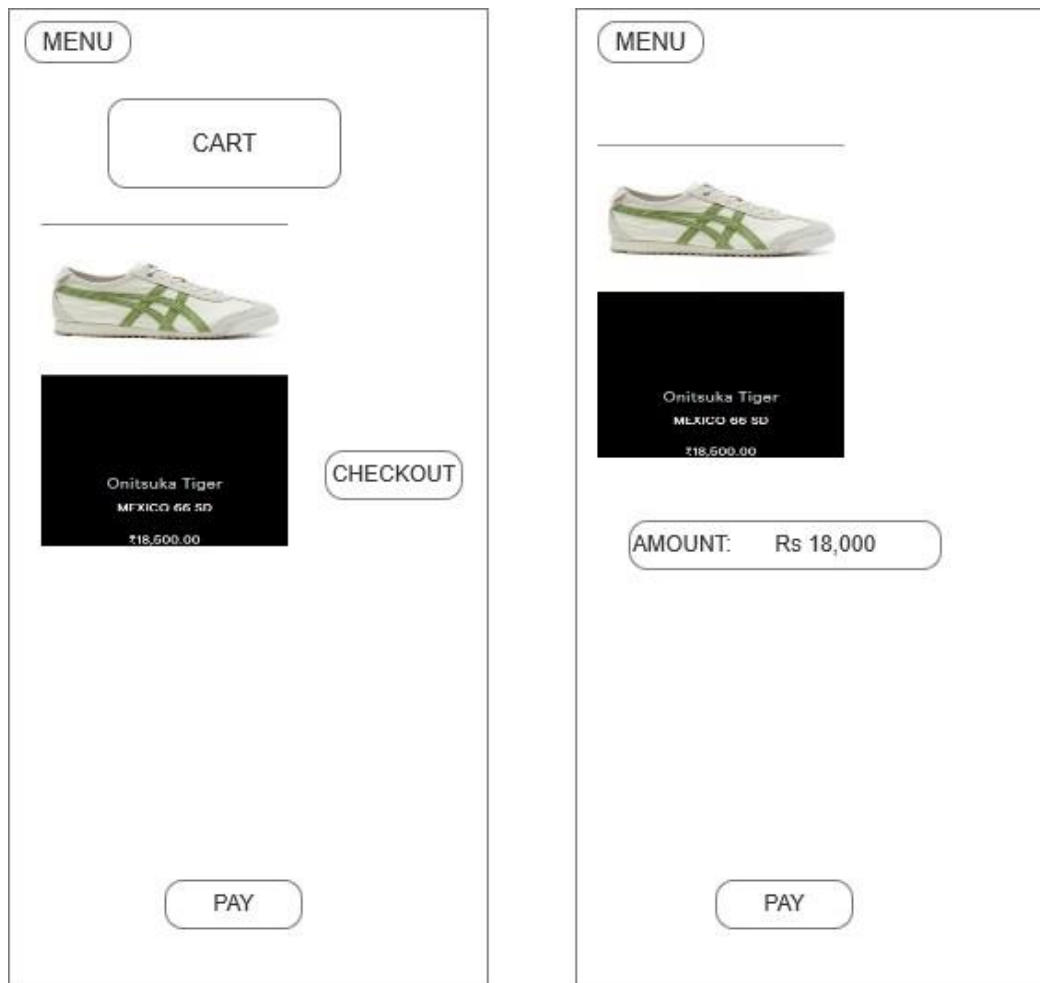 MENU
CART
Onitsuka Tiger
MEXICO 66 SD
₹18,500.00
CHECKOUT
PAY
MENU
Onitsuka Tiger
MEXICO 66 SD
₹18,500.00
AMOUNT: Rs 18,000
PAY